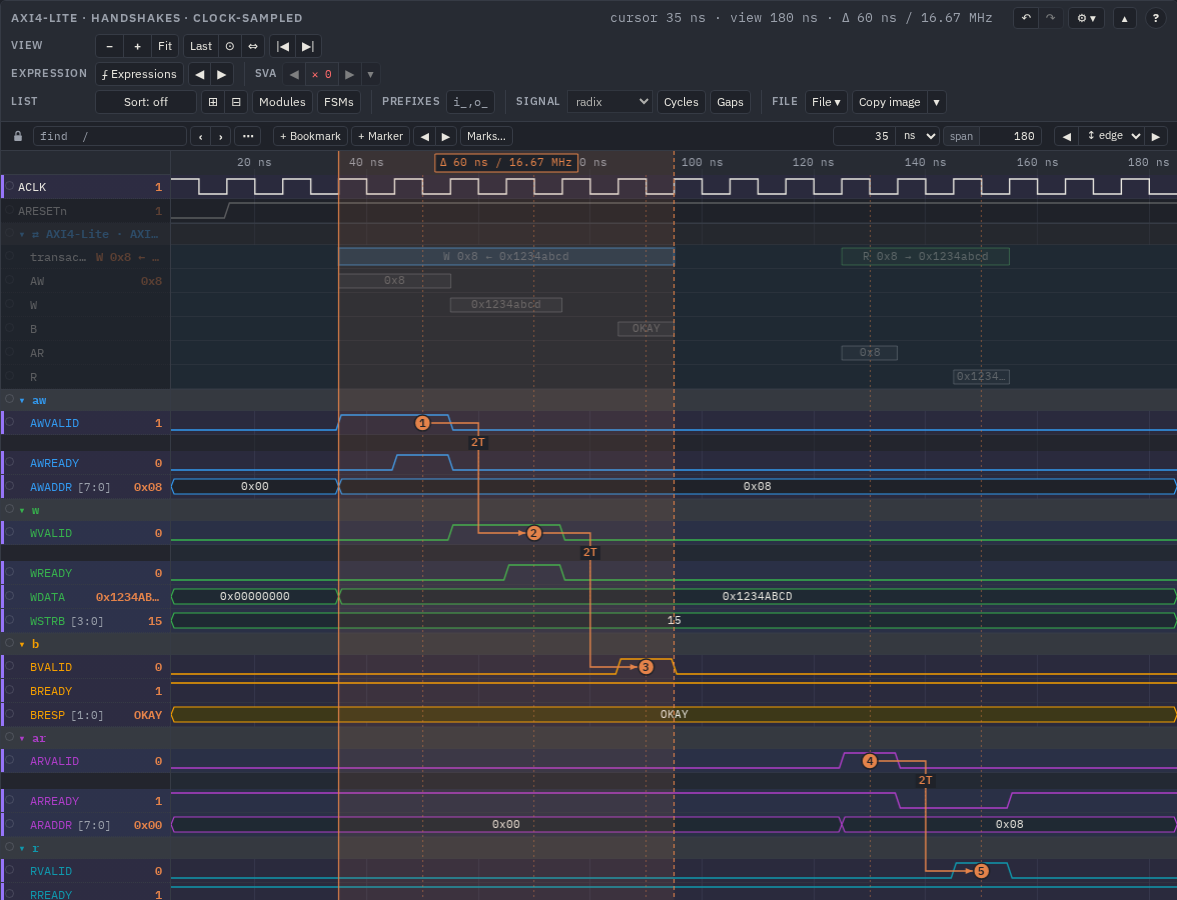 AXI4-LITE · HANDSHAKES · CLOCK-SAMPLED cursor 35 ns · view 180 ns · Δ 60 ns / 16.67 MHz ↶ ↷ ⚙▾ ▲ ?
VIEW − + Fit Last ⊙ ⇔ |◀ ▶|
EXPRESSION ⨍ Expressions ◀ ▶ SVA ◀ × 0 ▶ ▾
LIST Sort: off ⊞ ⊟ Modules FSMs PREFIXES i_,o_ SIGNAL radix Cycles Gaps FILE File ▾ Copy image ▾
find / ‹ › ⋯ + Bookmark + Marker ◀ ▶ Marks… 35 ns span 180 ◀ ↕ edge ▶
20 ns 40 ns Δ 60 ns / 16.67 MHz 0 ns 100 ns 120 ns 140 ns 160 ns 180 ns
ACLK 1
ARESETn 1
▾ ⇄ AXI4-Lite · AXI…
transac… W 0x8 ← … W 0x8 ← 0x1234abcd R 0x8 → 0x1234abcd
AW 0x8 0x8
W 0x1234abcd
B OKAY
AR 0x8
R 0x1234…
▾ aw
AWVALID 1 1
2T
AWREADY 0
AWADDR [7:0] 0x08 0x00 0x08
▾ w
WVALID 0 2
2T
WREADY 0
WDATA 0x1234AB… 0x00000000 0x1234ABCD
WSTRB [3:0] 15 15
▾ b
BVALID 0 3
BREADY 1
BRESP [1:0] OKAY OKAY
▾ ar
ARVALID 0 4
2T
ARREADY 1
ARADDR [7:0] 0x00 0x00 0x08
▾ r
RVALID 0 5
RREADY 1